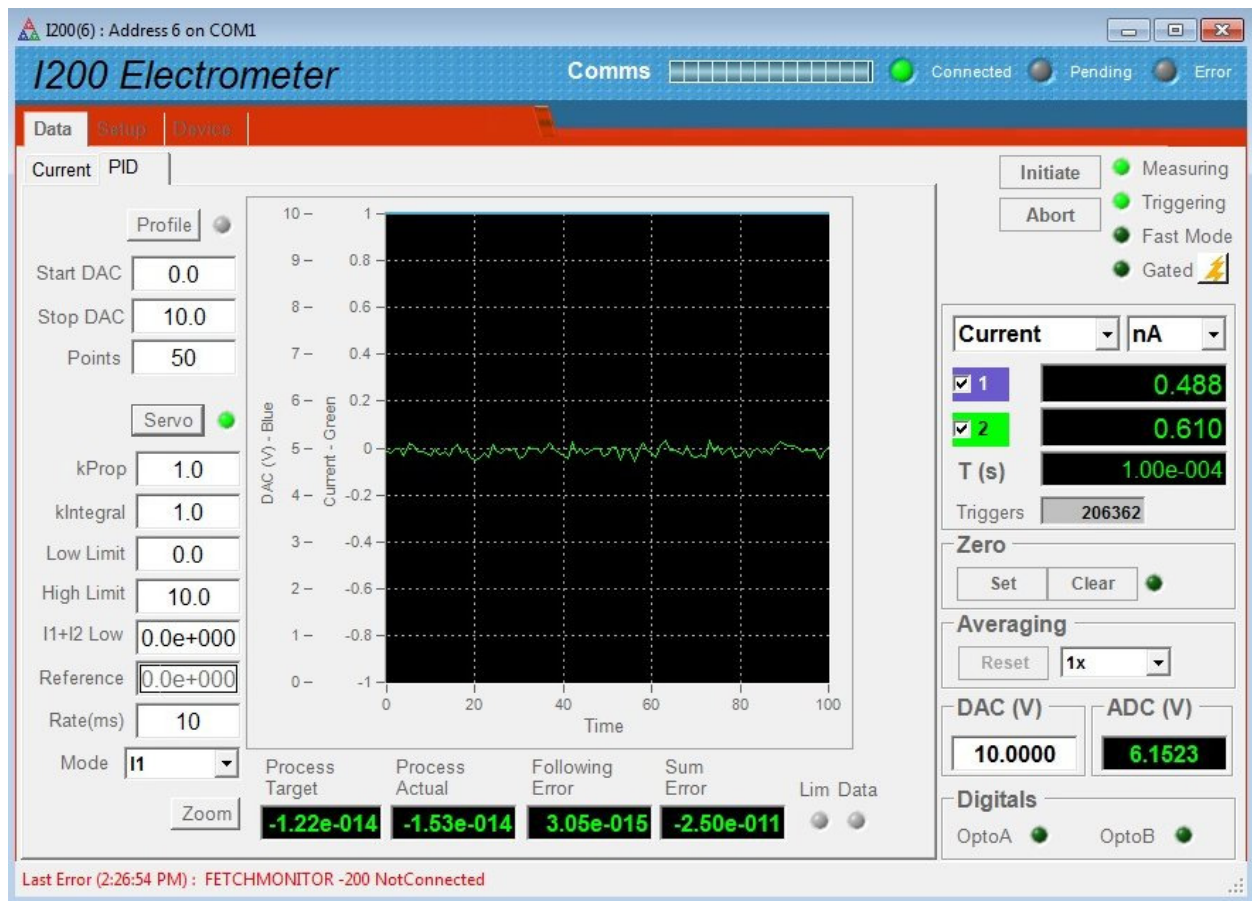 I200(6) : Address 6 on COM1
I200 Electrometer
Comms
Connected
Pending
Error
Data
Setup
Device
Current
PID
Initiate
Measuring
Abort
Triggering
Fast Mode
Gated
Profile
Start DAC 0.0
Stop DAC 10.0
Points 50
Servo
kProp 1.0
kIntegral 1.0
Low Limit 0.0
High Limit 10.0
I1+I2 Low 0.0e+000
Reference 0.0e+000
Rate(ms) 10
Mode I1
Zoom
DAC (V) - Blue
10
9
8
7
6
5
4
3
2
1
0
Current - Green
1
0.8
0.6
0.4
0.2
0
-0.2
-0.4
-0.6
-0.8
-1
0 20 40 60 80 100
Time
Process Target
-1.22e-014
Process Actual
-1.53e-014
Following Error
3.05e-015
Sum Error
-2.50e-011
Lim Data
Current nA
1 0.488
2 0.610
T (s) 1.00e-004
Triggers 206362
Zero
Set Clear
Averaging
Reset 1x
DAC (V)
10.0000
ADC (V)
6.1523
Digitals
OptoA OptoB
Last Error (2:26:54 PM) : FETCHMONITOR -200 NotConnected